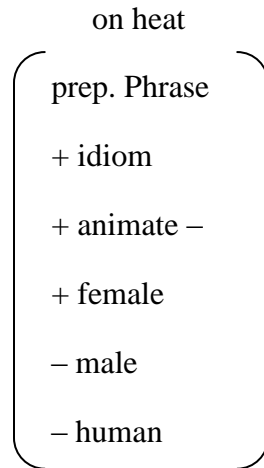 on heat
prep. Phrase
+ idiom
+ animate –
+ female
– male
– human